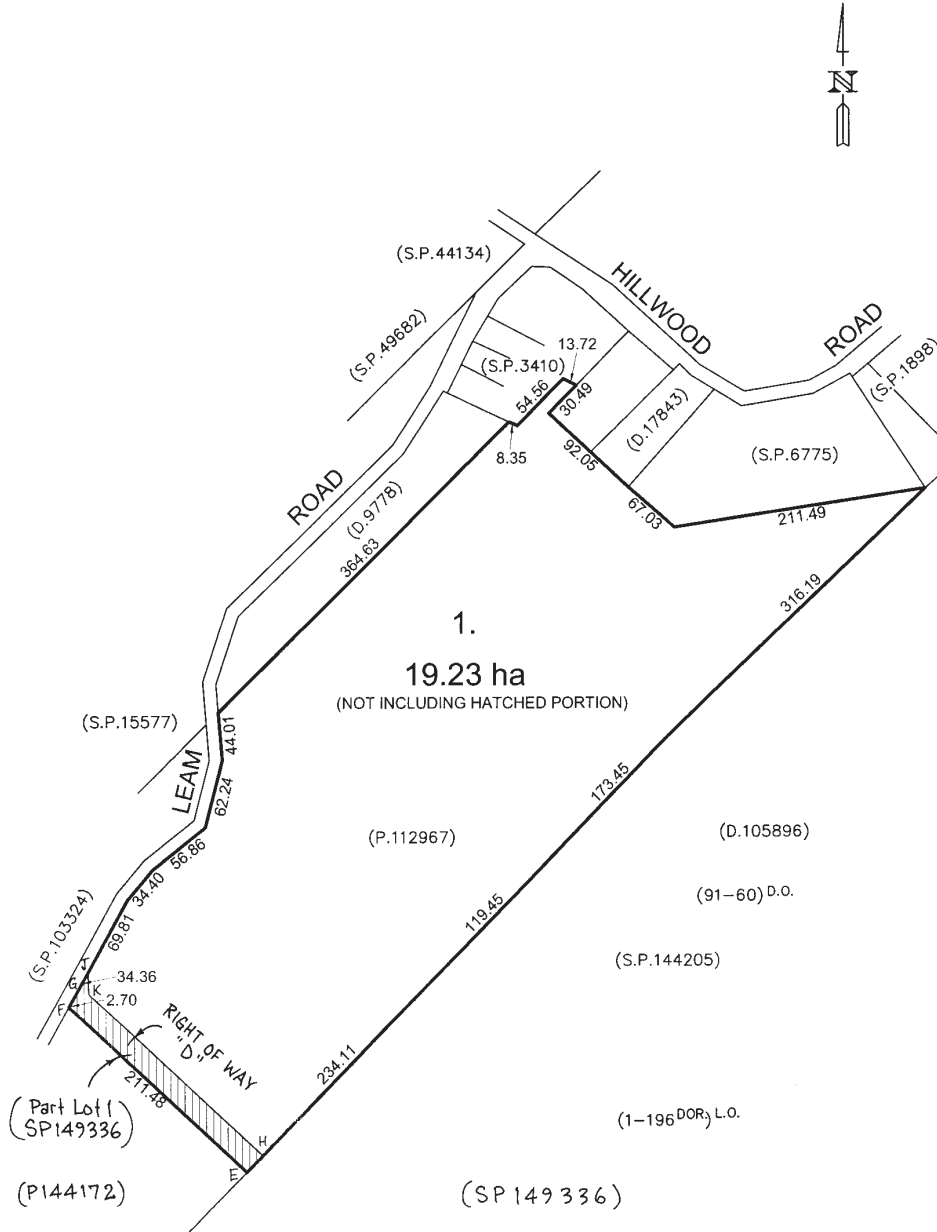 N
(S.P.44134)
HILLWOOD
ROAD
(S.P.49682)
13.72
(S.P.1898)
(S.P.3410)
54.56
30.49
(D.17843)
8.35
92.05
(S.P.6775)
ROAD
(D.9778)
67.03
211.49
364.63
316.19
1.
19.23 ha
(NOT INCLUDING HATCHED PORTION)
(S.P.15577)
44.01
LEAM
62.24
173.45
(P.112967)
(D.105896)
56.86
34.40
(91-60) D.O.
119.45
69.81
(S.P.103324)
(S.P.144205)
J
G
34.36
K
2.70
F
RIGHT OF WAY
"D"
234.11
211.48
(Part Lot 1
SP149336)
(1-196 DOR.) L.O.
H
E
(P144172)
(SP149336)